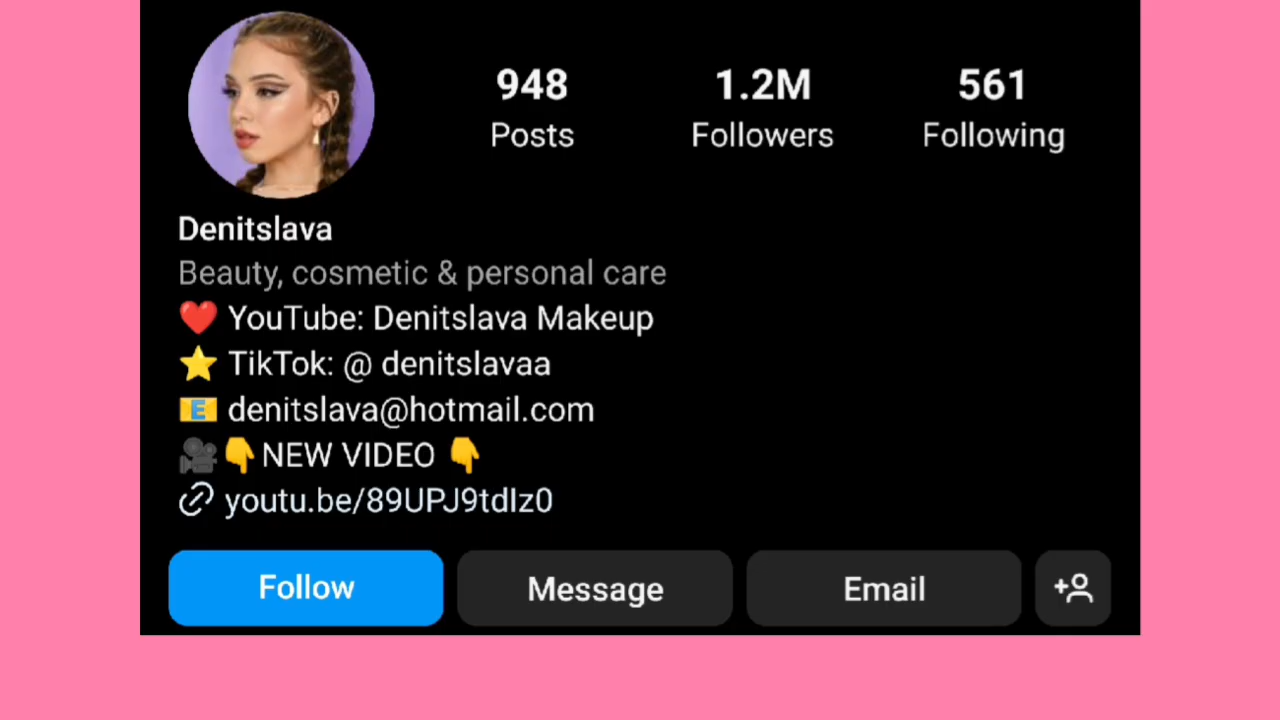 948 1.2M 561
Posts Followers Following
Denitslava
Beauty, cosmetic & personal care
❤️ YouTube: Denitslava Makeup
⭐ TikTok: @ denitslavaa
📧 denitslava@hotmail.com
🎥👇NEW VIDEO 👇
youtu.be/89UPJ9tdIz0
Follow Message Email